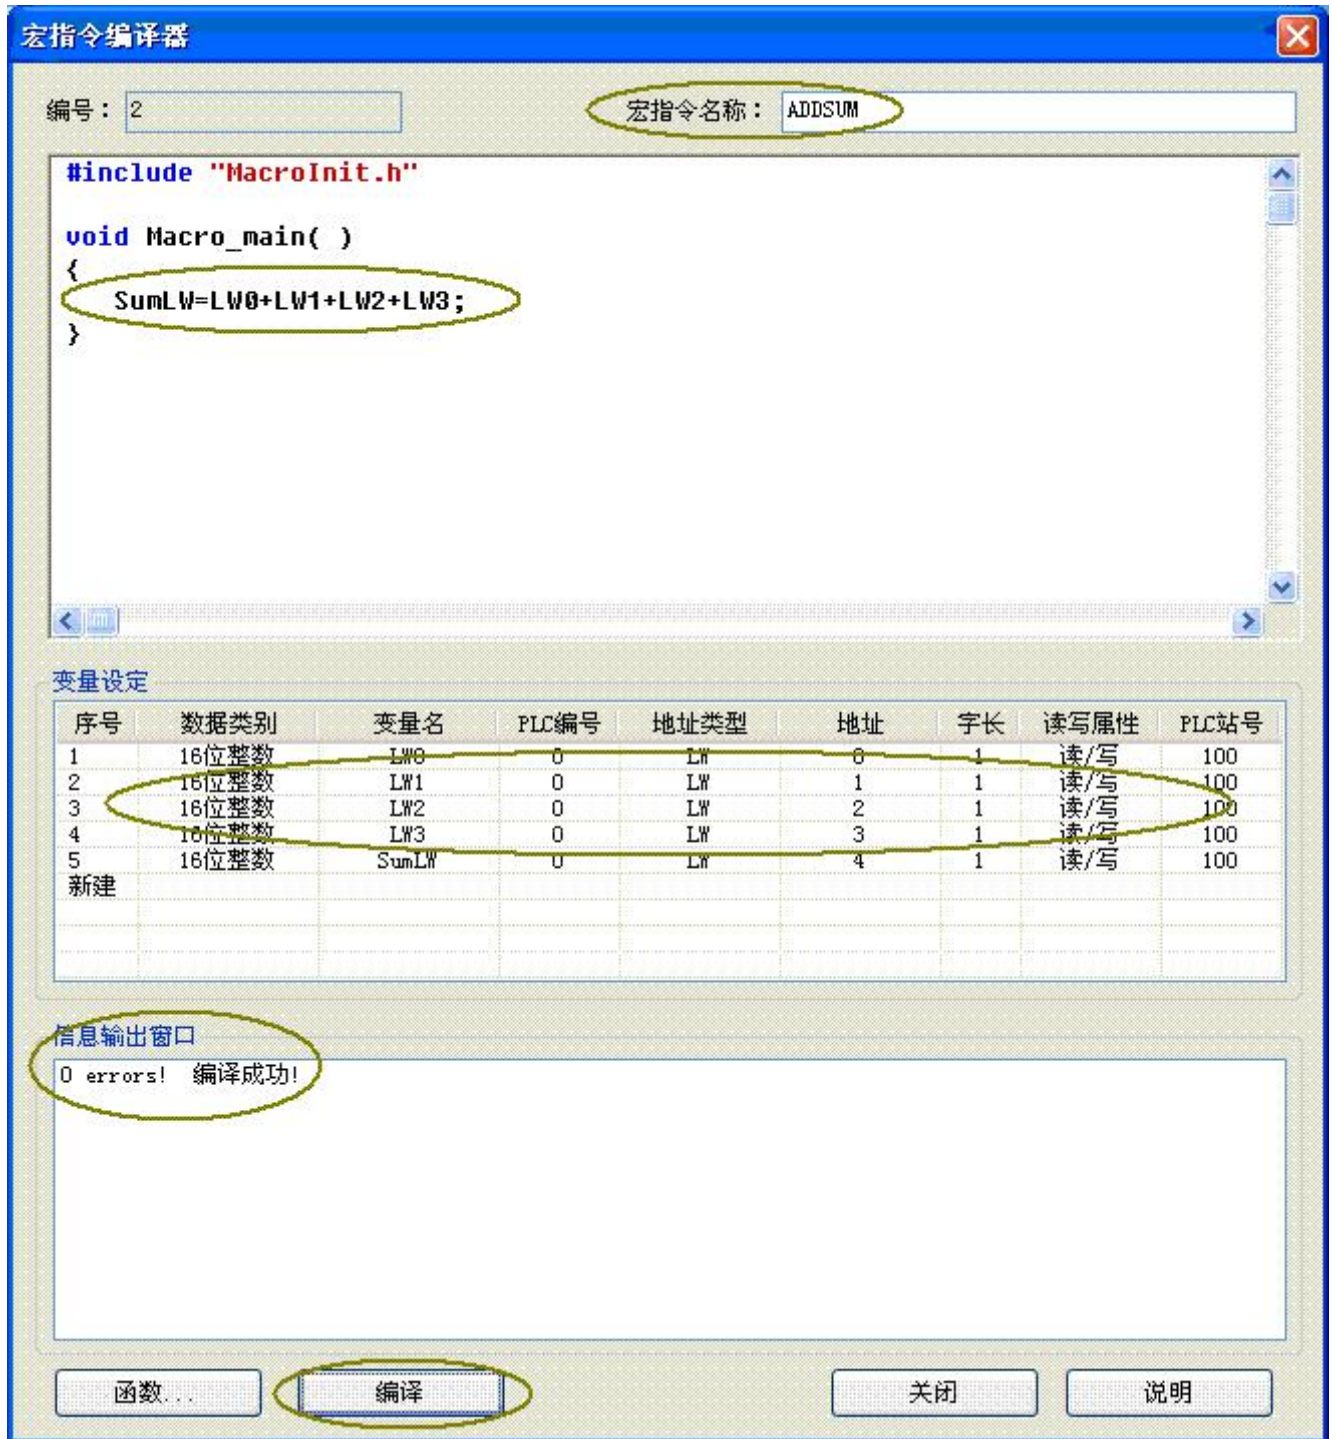 宏指令编译器
编号： 2 宏指令名称： ADDSUM
#include "MacroInit.h"
void Macro_main( )
{
SumLW=LW0+LW1+LW2+LW3;
}
变量设定
序号 数据类别 变量名 PLC编号 地址类型 地址 字长 读写属性 PLC站号
1 16位整数 LW0 0 LW 0 1 读/写 100
2 16位整数 LW1 0 LW 1 1 读/写 100
3 16位整数 LW2 0 LW 2 1 读/写 100
4 16位整数 LW3 0 LW 3 1 读/写 100
5 16位整数 SumLW 0 LW 4 1 读/写 100
新建
信息输出窗口
0 errors! 编译成功!
函数... 编译 关闭 说明